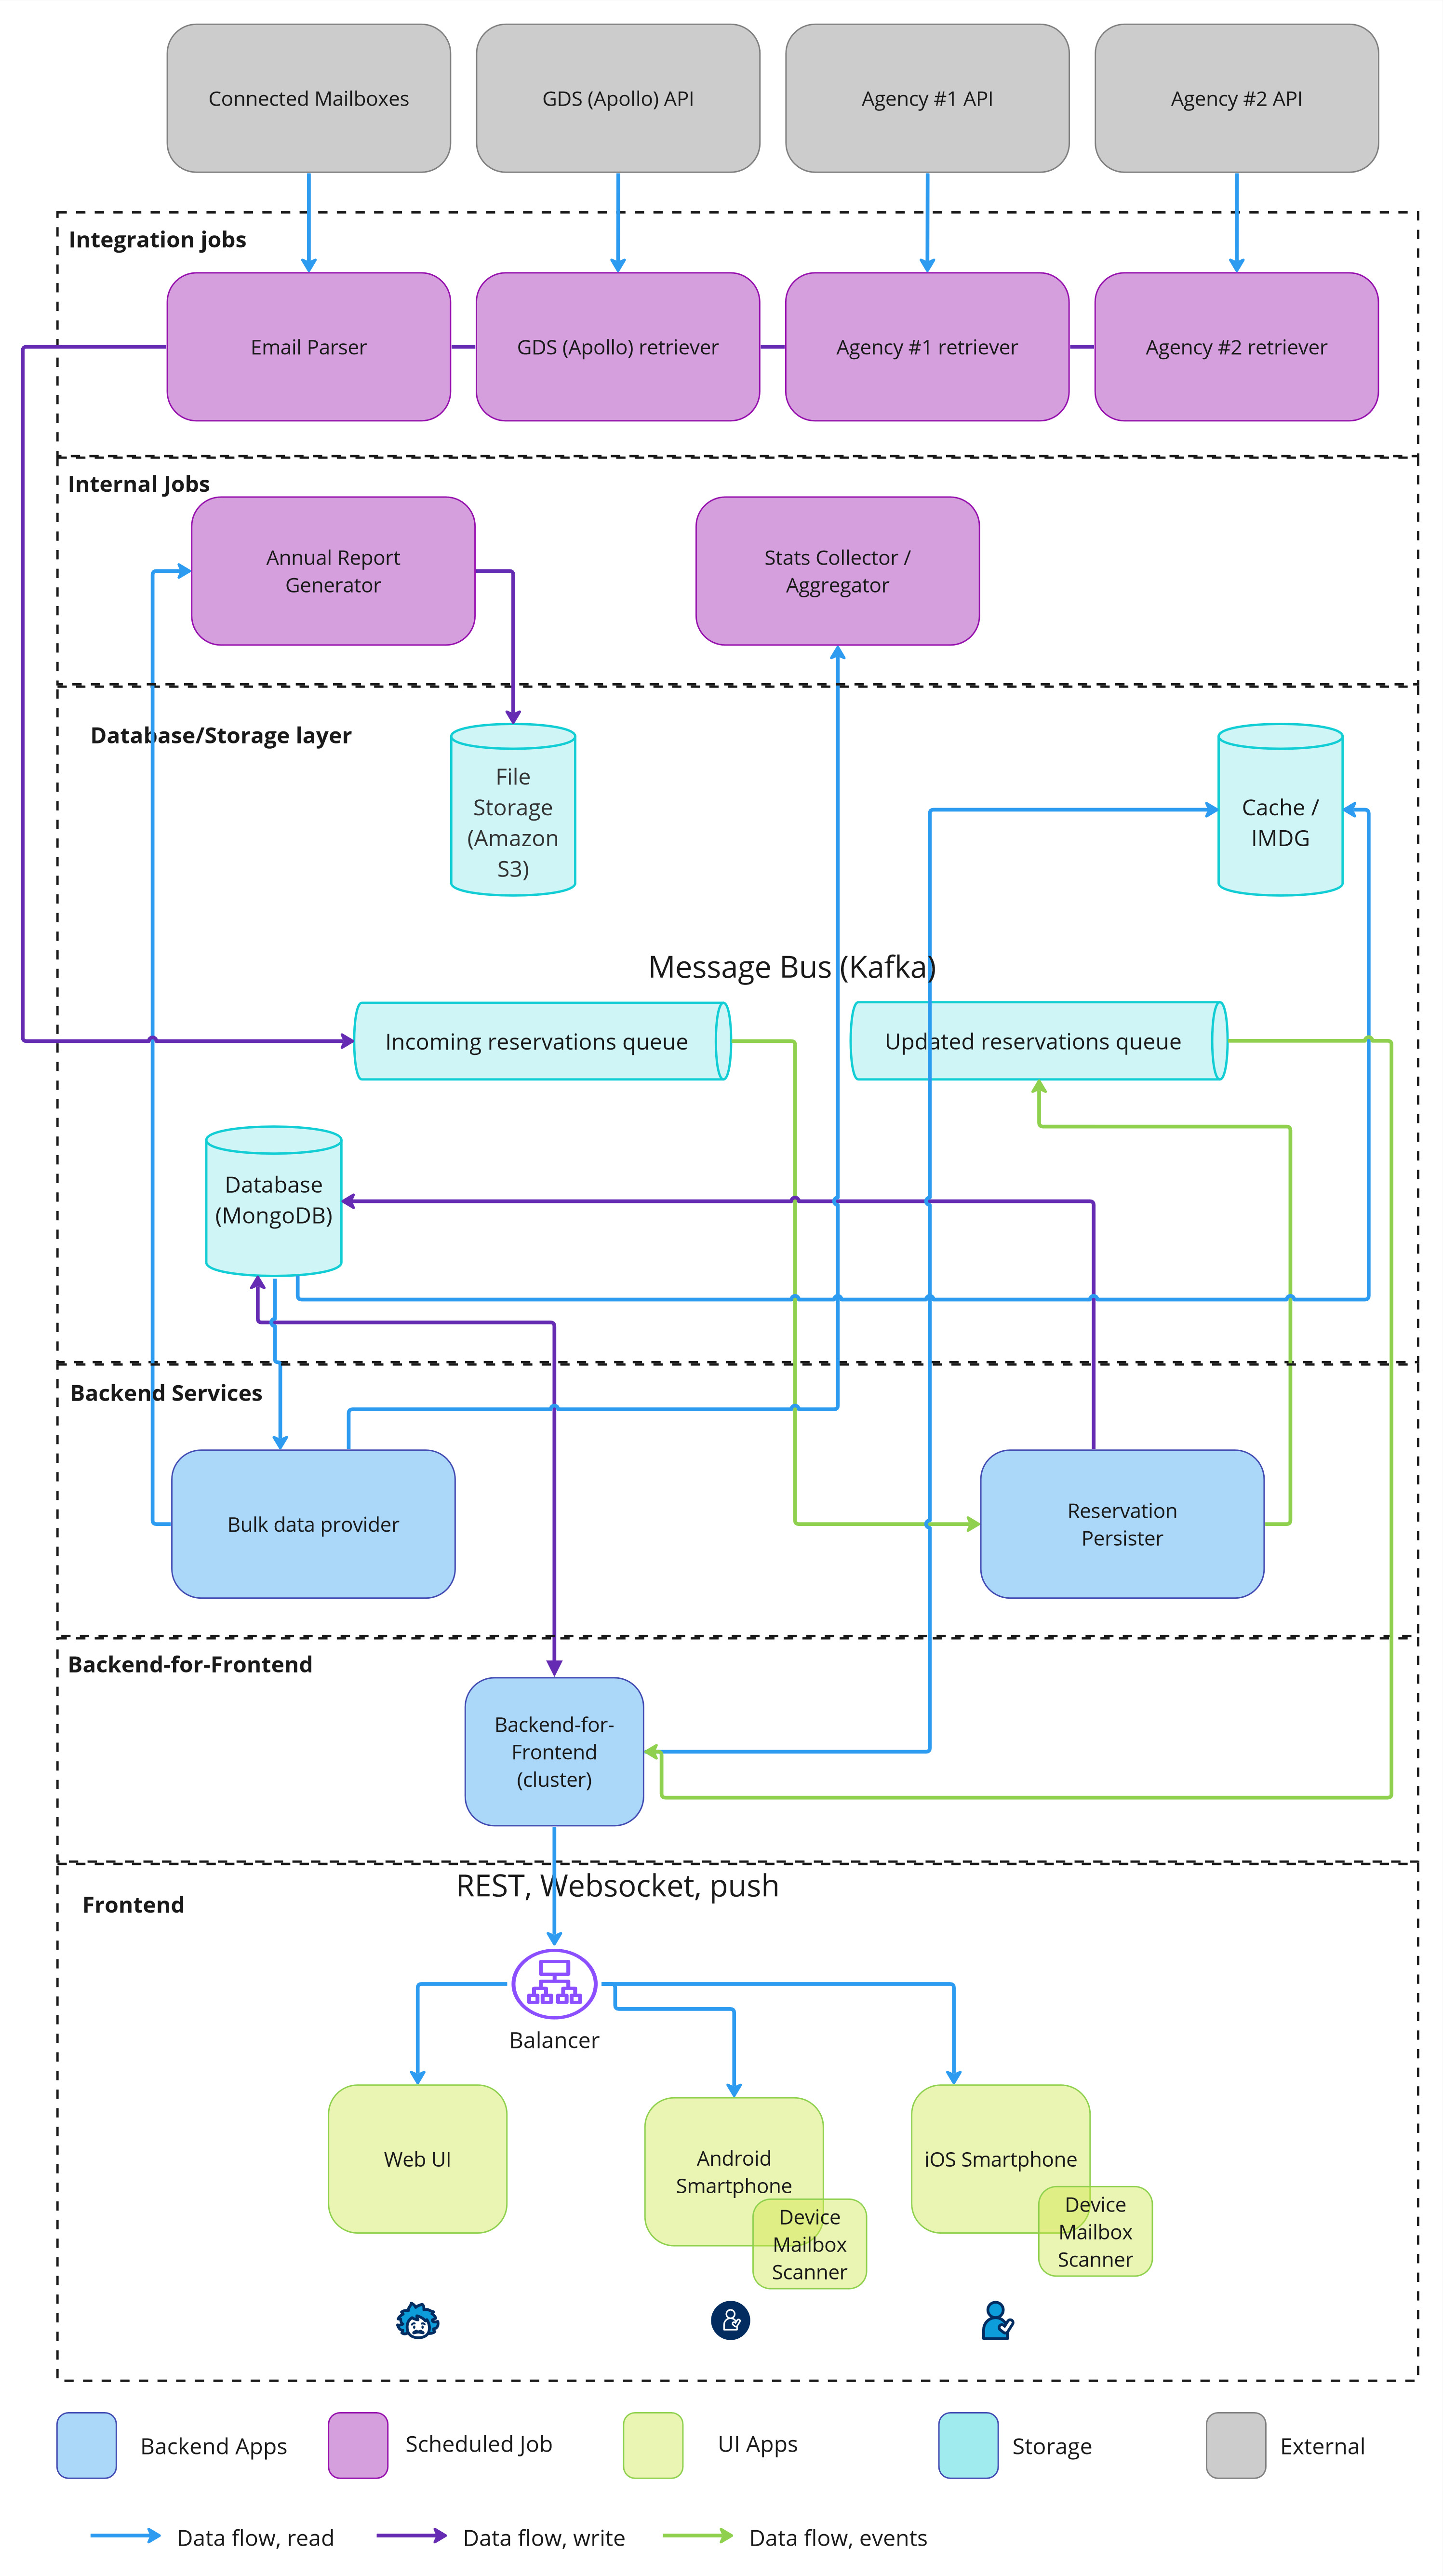 Connected Mailboxes
GDS (Apollo) API
Agency #1 API
Agency #2 API
Integration jobs
Email Parser
GDS (Apollo) retriever
Agency #1 retriever
Agency #2 retriever
Internal Jobs
Annual Report
Generator
Stats Collector /
Aggregator
Database/Storage layer
File
Storage
(Amazon
S3)
Cache /
IMDG
Message Bus (Kafka)
Incoming reservations queue
Updated reservations queue
Database
(MongoDB)
Backend Services
Bulk data provider
Reservation
Persister
Backend-for-Frontend
Backend-for-
Frontend
(cluster)
REST, Websocket, push
Frontend
Balancer
Web UI
Android
Smartphone
Device
Mailbox
Scanner
iOS Smartphone
Device
Mailbox
Scanner
Backend Apps
Scheduled Job
UI Apps
Storage
External
Data flow, read
Data flow, write
Data flow, events